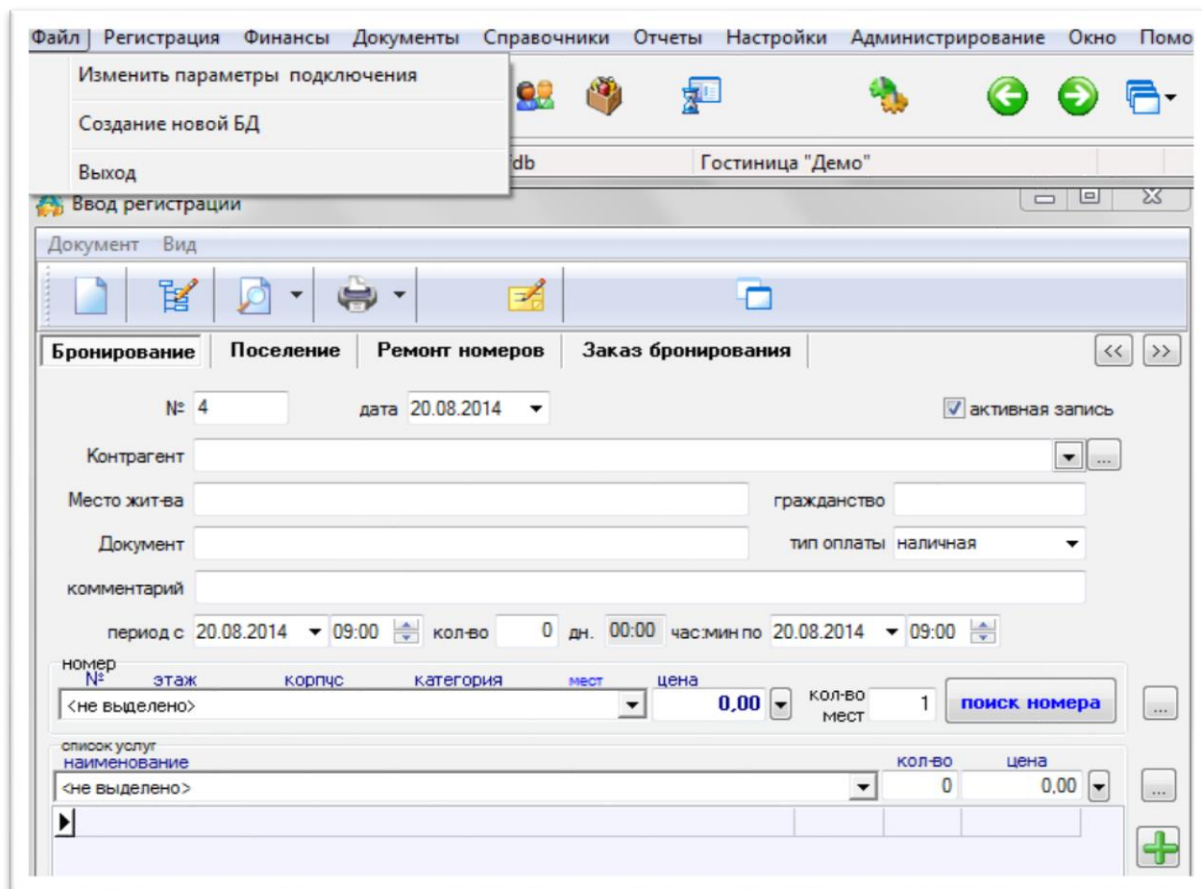 Файл Регистрация Финансы Документы Справочники Отчеты Настройки Администрирование Окно Помо
Изменить параметры подключения
Создание новой БД
Выход
db Гостиница "Демо"
Ввод регистрации
Документ Вид
Бронирование Поселение Ремонт номеров Заказ бронирования << >>
№ 4 дата 20.08.2014 активная запись
Контрагент ...
Место жит-ва гражданство
Документ тип оплаты наличная
комментарий
период с 20.08.2014 09:00 кол-во 0 дн. 00:00 час:мин по 20.08.2014 09:00
номер
№ этаж корпус категория мест цена
<не выделено> 0,00 кол-во мест 1 поиск номера ...
список услуг
наименование кол-во цена
<не выделено> 0 0,00 ...